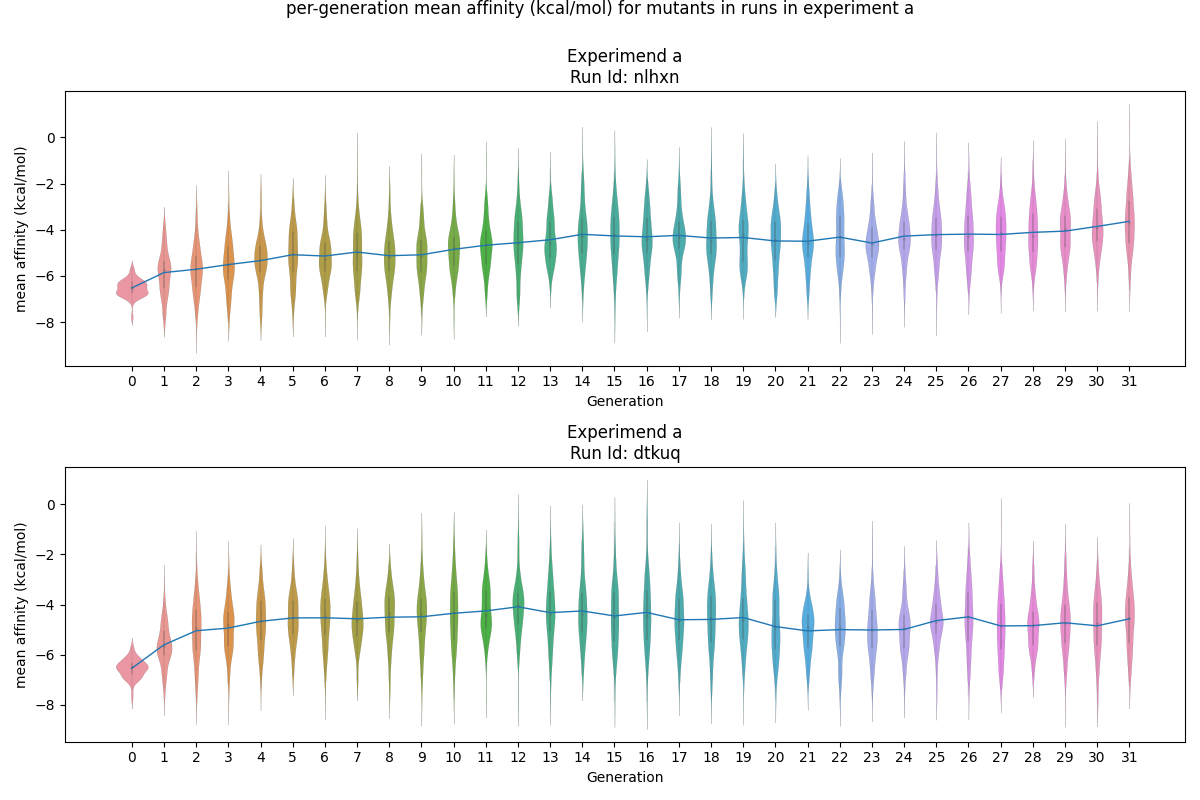 per-generation mean affinity (kcal/mol) for mutants in runs in experiment a
Experimend a
Run Id: nlhxn
mean affinity (kcal/mol)
0
−2
−4
−6
−8
0 1 2 3 4 5 6 7 8 9 10 11 12 13 14 15 16 17 18 19 20 21 22 23 24 25 26 27 28 29 30 31
Generation
Experimend a
Run Id: dtkuq
mean affinity (kcal/mol)
0
−2
−4
−6
−8
0 1 2 3 4 5 6 7 8 9 10 11 12 13 14 15 16 17 18 19 20 21 22 23 24 25 26 27 28 29 30 31
Generation